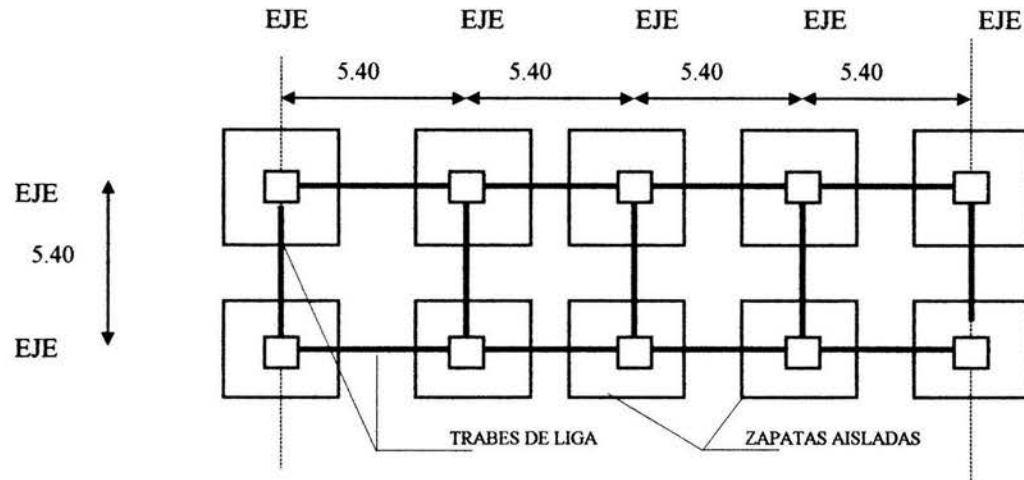 EJE EJE EJE EJE EJE
5.40 5.40 5.40 5.40
EJE
5.40
EJE
TRABES DE LIGA ZAPATAS AISLADAS